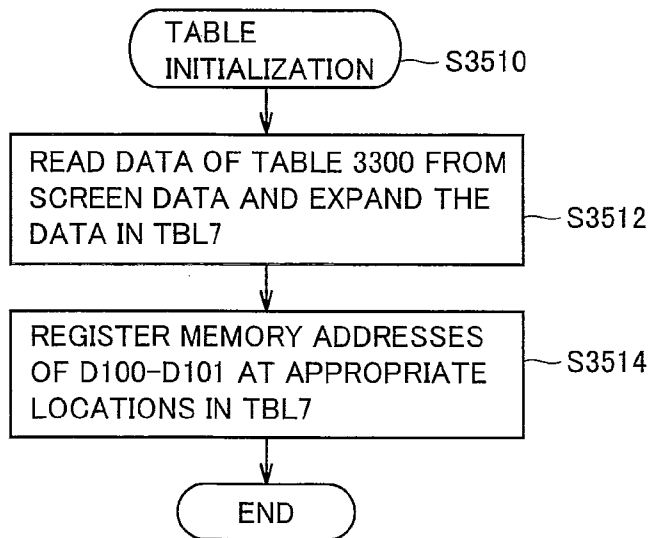 TABLE
INITIALIZATION
S3510
READ DATA OF TABLE 3300 FROM
SCREEN DATA AND EXPAND THE
DATA IN TBL7
S3512
REGISTER MEMORY ADDRESSES
OF D100-D101 AT APPROPRIATE
LOCATIONS IN TBL7
S3514
END